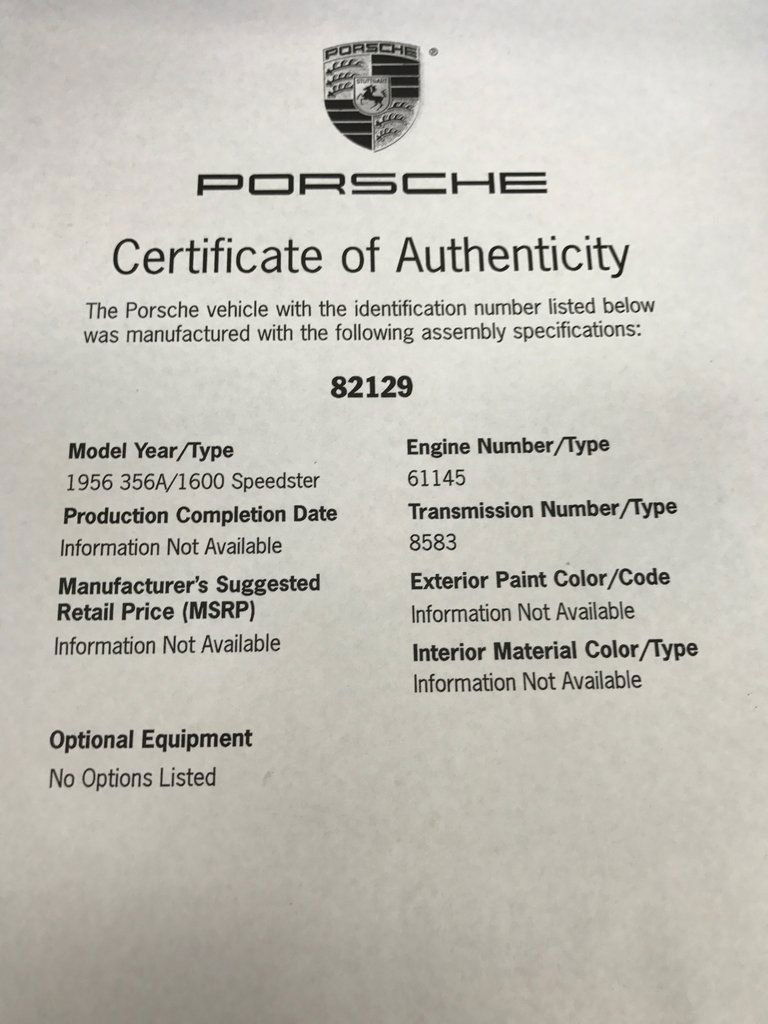 PORSCHE
STUTTGART
®
PORSCHE
Certificate of Authenticity
The Porsche vehicle with the identification number listed below
was manufactured with the following assembly specifications:
82129
Model Year/Type
1956 356A/1600 Speedster
Production Completion Date
Information Not Available
Manufacturer's Suggested
Retail Price (MSRP)
Information Not Available
Engine Number/Type
61145
Transmission Number/Type
8583
Exterior Paint Color/Code
Information Not Available
Interior Material Color/Type
Information Not Available
Optional Equipment
No Options Listed